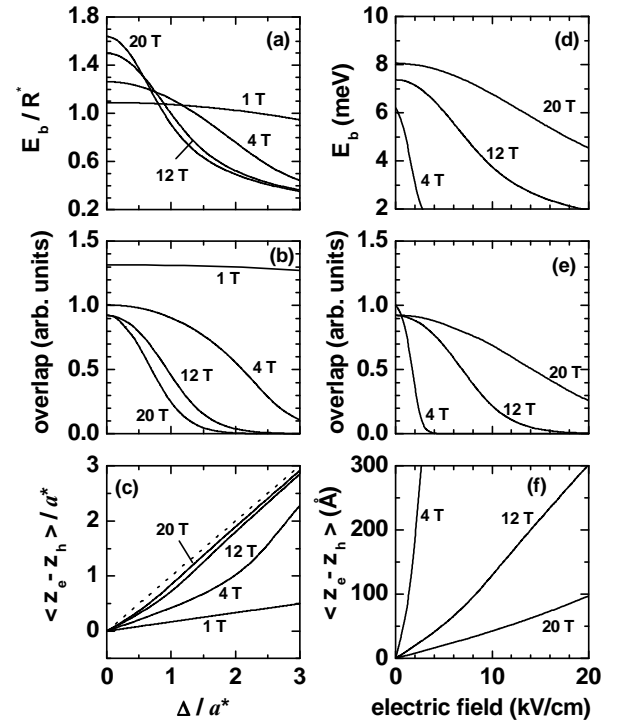 (a)
20 T
1 T
4 T
12 T
E_b / R*
1.8
1.6
1.4
1.2
1.0
0.8
0.6
0.4
0.2
(d)
20 T
12 T
4 T
E_b (meV)
10
8
6
4
2
(b)
1 T
4 T
12 T
20 T
overlap (arb. units)
1.5
1.0
0.5
0.0
(e)
20 T
12 T
4 T
overlap (arb. units)
1.5
1.0
0.5
0.0
(c)
20 T
12 T
4 T
1 T
< z_e - z_h > / a*
3
2
1
0
0 1 2 3
Δ / a*
(f)
4 T
12 T
20 T
< z_e - z_h > (Å)
300
200
100
0
0 10 20
electric field (kV/cm)